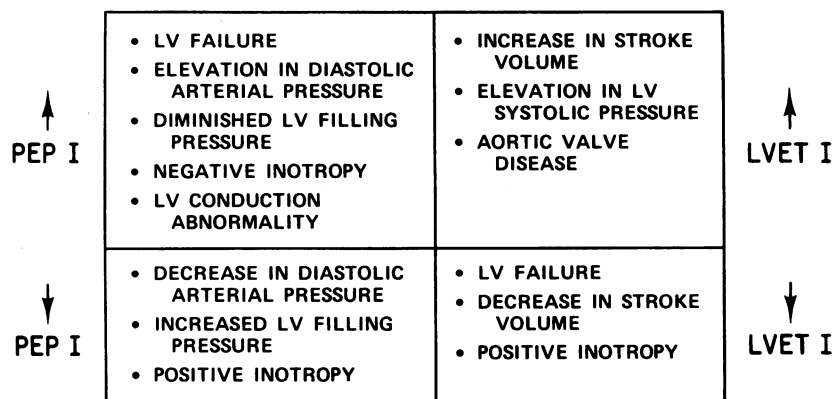 • LV FAILURE
• ELEVATION IN DIASTOLIC
ARTERIAL PRESSURE
• DIMINISHED LV FILLING
PRESSURE
• NEGATIVE INOTROPY
• LV CONDUCTION
ABNORMALITY
• INCREASE IN STROKE
VOLUME
• ELEVATION IN LV
SYSTOLIC PRESSURE
• AORTIC VALVE
DISEASE
↑
PEP I
↑
LVET I
• DECREASE IN DIASTOLIC
ARTERIAL PRESSURE
• INCREASED LV FILLING
PRESSURE
• POSITIVE INOTROPY
• LV FAILURE
• DECREASE IN STROKE
VOLUME
• POSITIVE INOTROPY
↓
PEP I
↓
LVET I